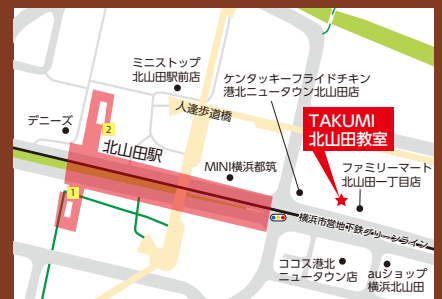 ミニストップ
北山田駅前店
ケンタッキーフライドチキン
港北ニュータウン北山田店
人逢歩道橋
デニーズ
2
北山田駅
TAKUMI
北山田教室
MINI横浜都筑
ファミリーマート
北山田一丁目店
1
横浜市営地下鉄グリーンライン
ココス港北
ニュータウン店
auショップ
横浜北山田